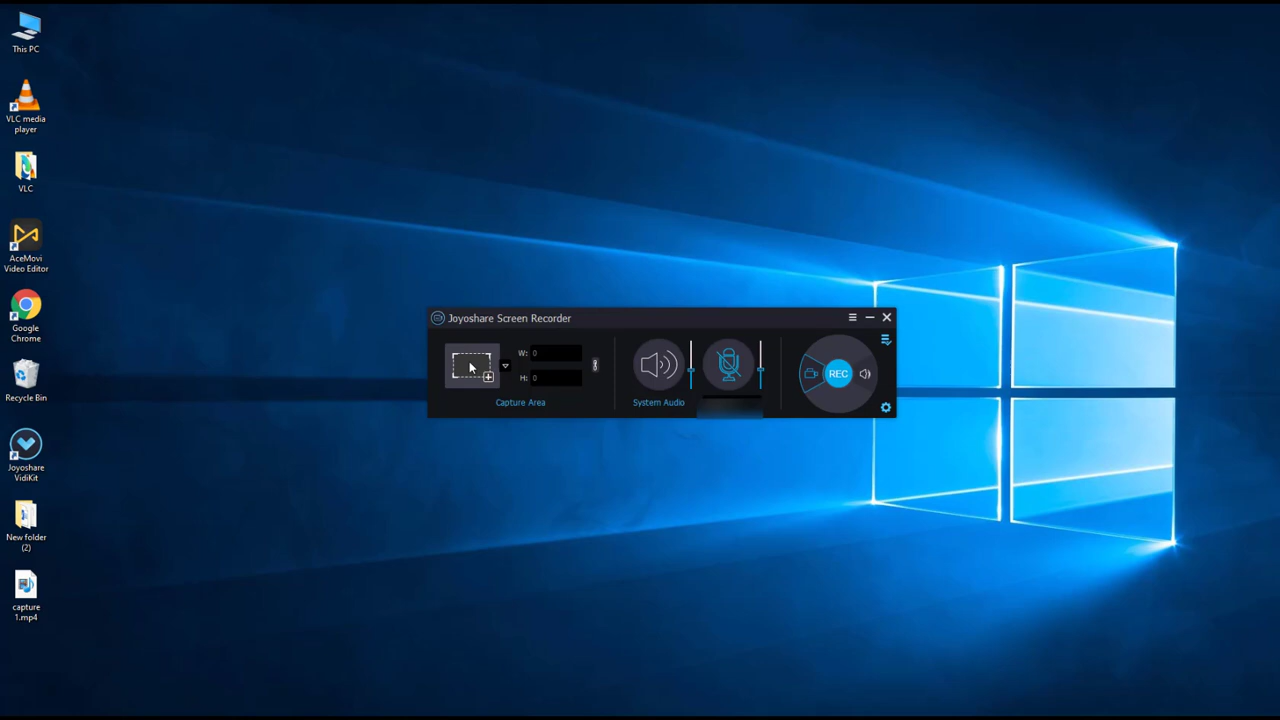 This PC
VLC media
player
VLC
AceMovi
Video Editor
Google
Chrome
Recycle Bin
Joyoshare
VidiKit
New folder
(2)
capture
1.mp4
Joyoshare Screen Recorder
W: 0
H: 0
Capture Area
System Audio
REC